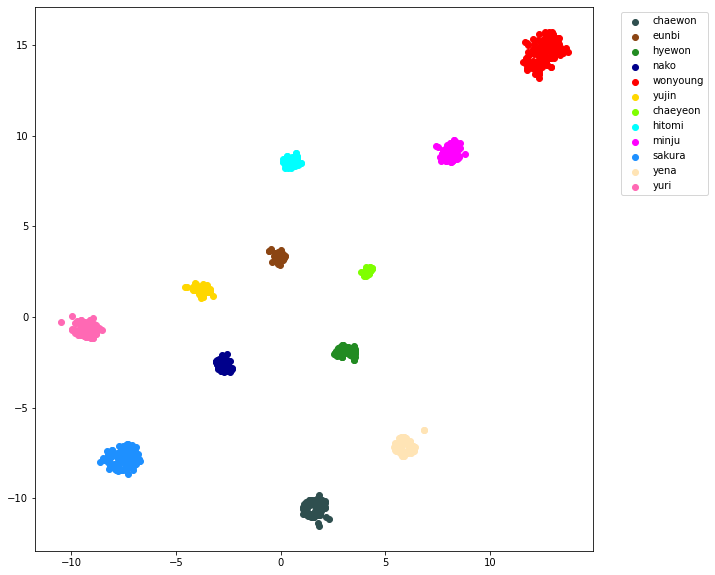 15
10
5
0
−5
−10
−10
−5
0
5
10
chaewon
eunbi
hyewon
nako
wonyoung
yujin
chaeyeon
hitomi
minju
sakura
yena
yuri